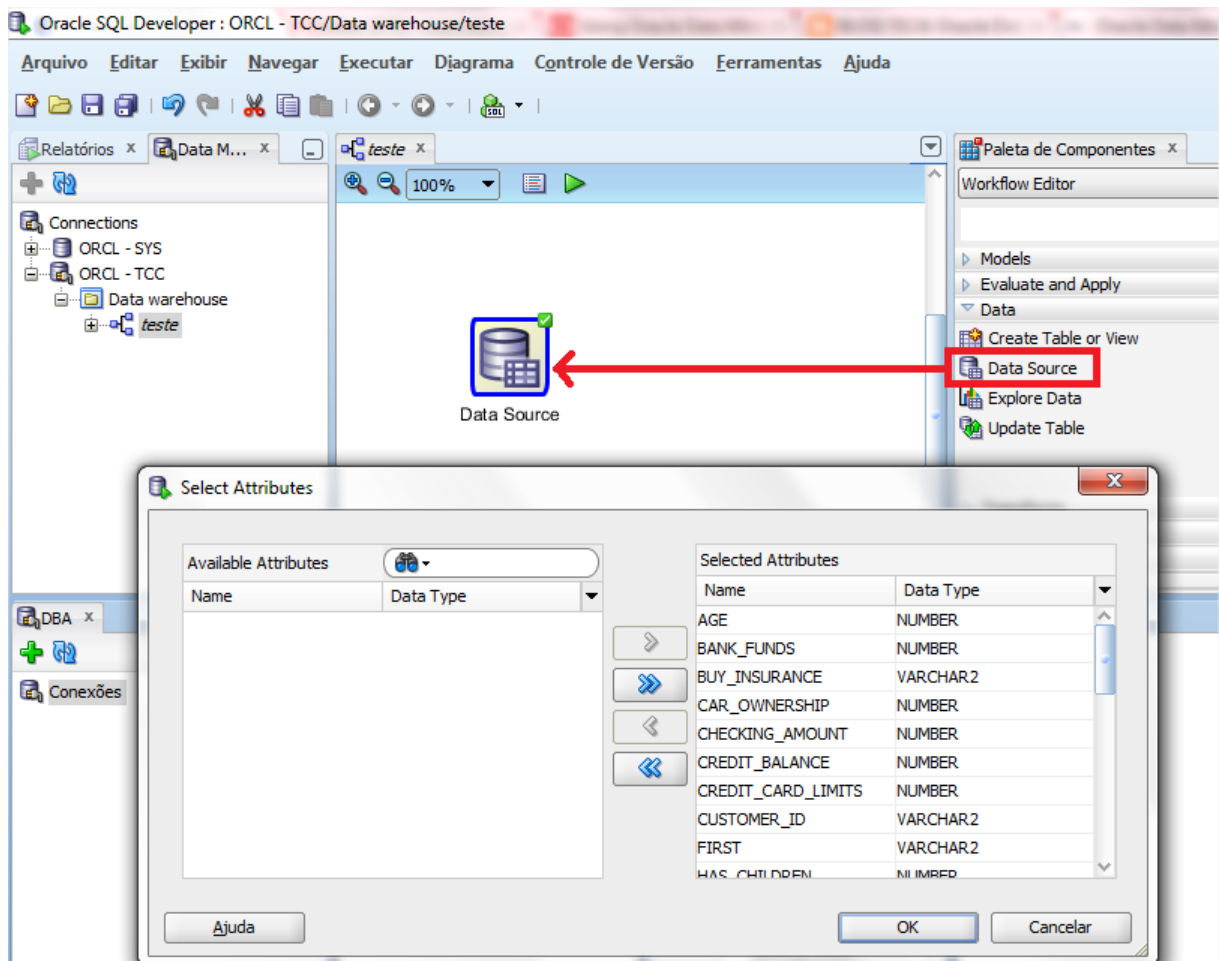 Oracle SQL Developer : ORCL - TCC/Data warehouse/teste
Arquivo Editar Exibir Navegar Executar Diagrama Controle de Versão Ferramentas Ajuda
SQL
Relatórios x Data M... x
teste x
Paleta de Componentes x
100%
Workflow Editor
Connections
ORCL - SYS
ORCL - TCC
Data warehouse
teste
Models
Evaluate and Apply
Data
Create Table or View
Data Source
Explore Data
Update Table
Data Source
Select Attributes
Available Attributes
Name Data Type
Selected Attributes
Name Data Type
AGE NUMBER
BANK_FUNDS NUMBER
BUY_INSURANCE VARCHAR2
CAR_OWNERSHIP NUMBER
CHECKING_AMOUNT NUMBER
CREDIT_BALANCE NUMBER
CREDIT_CARD_LIMITS NUMBER
CUSTOMER_ID VARCHAR2
FIRST VARCHAR2
HAS_CHILDREN NUMBER
DBA x
Conexões
Ajuda
OK
Cancelar